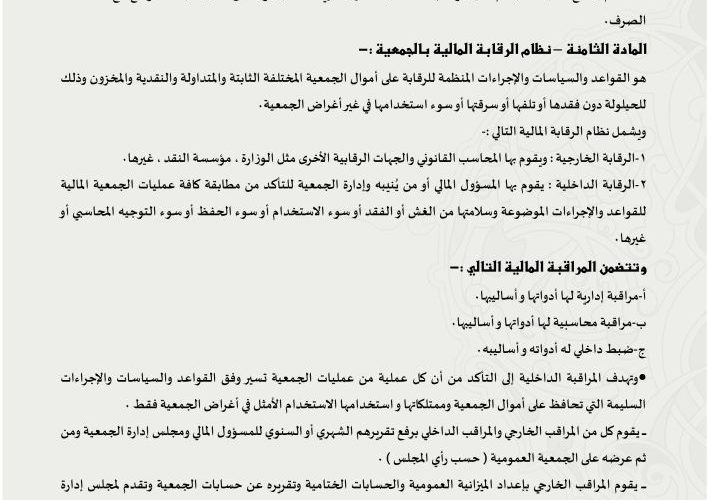 الصرف.
المادة الثامنة – نظام الرقابة المالية بالجمعية :–
هو القواعد والسياسات والإجراءات المنظمة للرقابة على أموال الجمعية المختلفة الثابتة والمتداولة والنقدية والمخزون وذلك
للحيلولة دون فقدها أو تلفها أو سرقتها أو سوء استخدامها في غير أغراض الجمعية.
ويشمل نظام الرقابة المالية التالي :-
١-الرقابة الخارجية : ويقوم بها المحاسب القانوني والجهات الرقابية الأخرى مثل الوزارة ، مؤسسة النقد ، غيرها.
٢-الرقابة الداخلية : يقوم بها المسؤول المالي أو من يُنيبه وإدارة الجمعية للتأكد من مطابقة كافة عمليات الجمعية المالية
للقواعد والإجراءات الموضوعة وسلامتها من الغش أو الفقد أو سوء الاستخدام أو سوء الحفظ أو سوء التوجيه المحاسبي أو
غيرها.
وتتضمن المراقبة المالية التالي :–
أ-مراقبة إدارية لها أدواتها و أساليبها.
ب-مراقبة محاسبية لها أدواتها و أساليبها.
ج-ضبط داخلي له أدواته و أساليبه.
●وتهدف المراقبة الداخلية إلى التأكد من أن كل عملية من عمليات الجمعية تسير وفق القواعد والسياسات والإجراءات
السليمة التي تحافظ على أموال الجمعية وممتلكاتها و استخدامها الاستخدام الأمثل في أغراض الجمعية فقط .
ـ يقوم كل من المراقب الخارجي والمراقب الداخلي برفع تقريرهم الشهري أو السنوي للمسؤول المالي ومجلس إدارة الجمعية ومن
ثم عرضه على الجمعية العمومية ( حسب رأي المجلس ) .
ـ يقوم المراقب الخارجي بإعداد الميزانية العمومية والحسابات الختامية وتقريره عن حسابات الجمعية وتقدم لمجلس إدارة